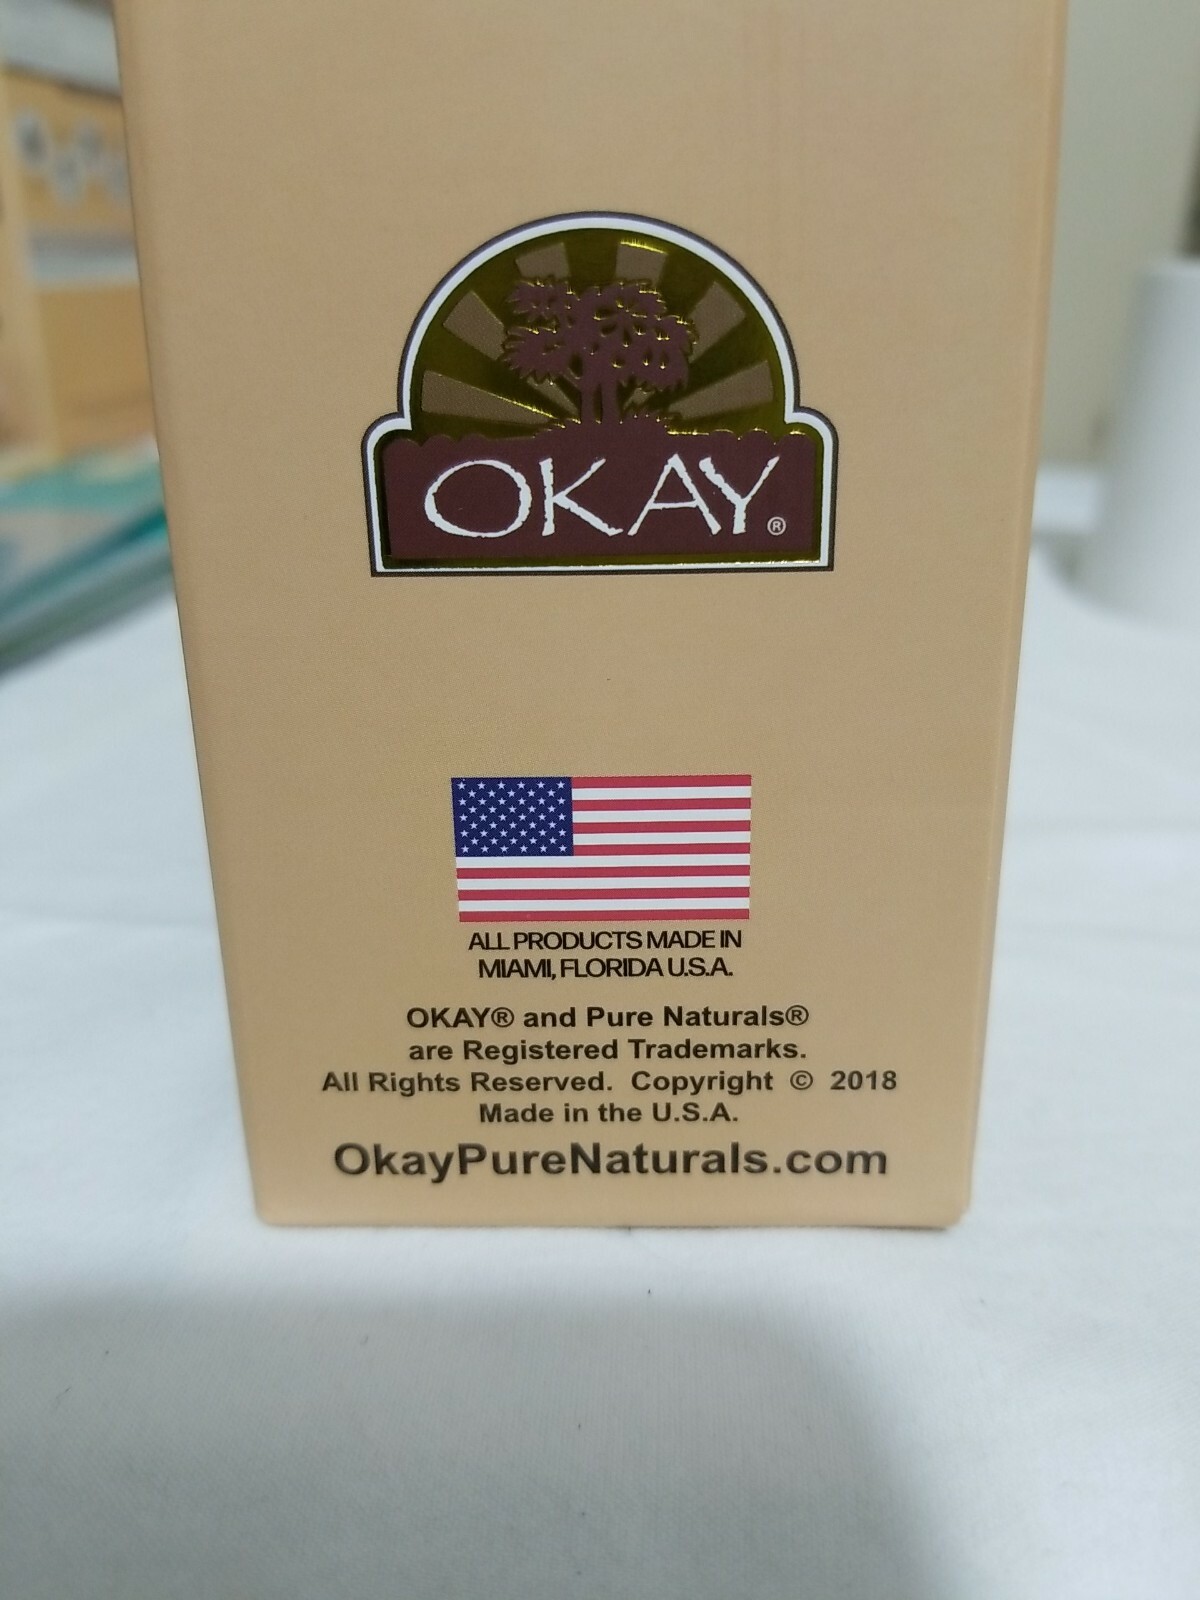 OKAY®
ALL PRODUCTS MADE IN
MIAMI, FLORIDA U.S.A.
OKAY® and Pure Naturals®
are Registered Trademarks.
All Rights Reserved. Copyright © 2018
Made in the U.S.A.
OkayPureNaturals.com